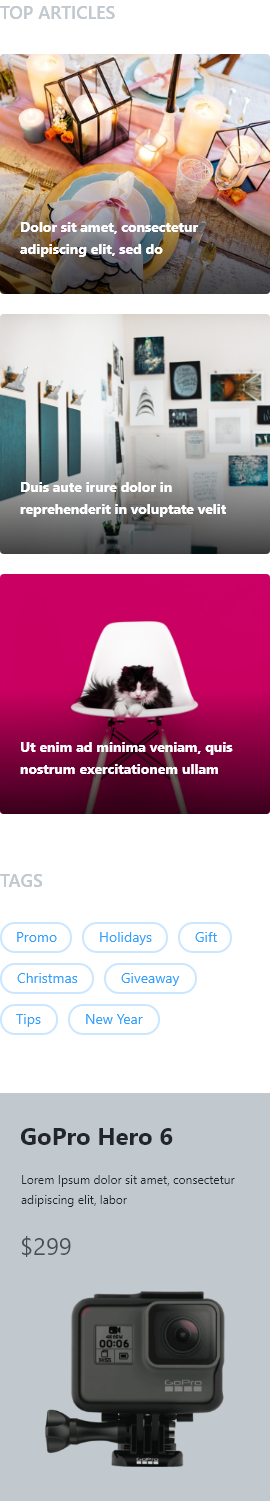 TOP ARTICLES
Dolor sit amet, consectetur
adipiscing elit, sed do
Duis aute irure dolor in
reprehenderit in voluptate velit
Ut enim ad minima veniam, quis
nostrum exercitationem ullam
TAGS
Promo Holidays Gift
Christmas Giveaway
Tips New Year
GoPro Hero 6
Lorem Ipsum dolor sit amet, consectetur
adipiscing elit, labor
$299
00:06
GoPro